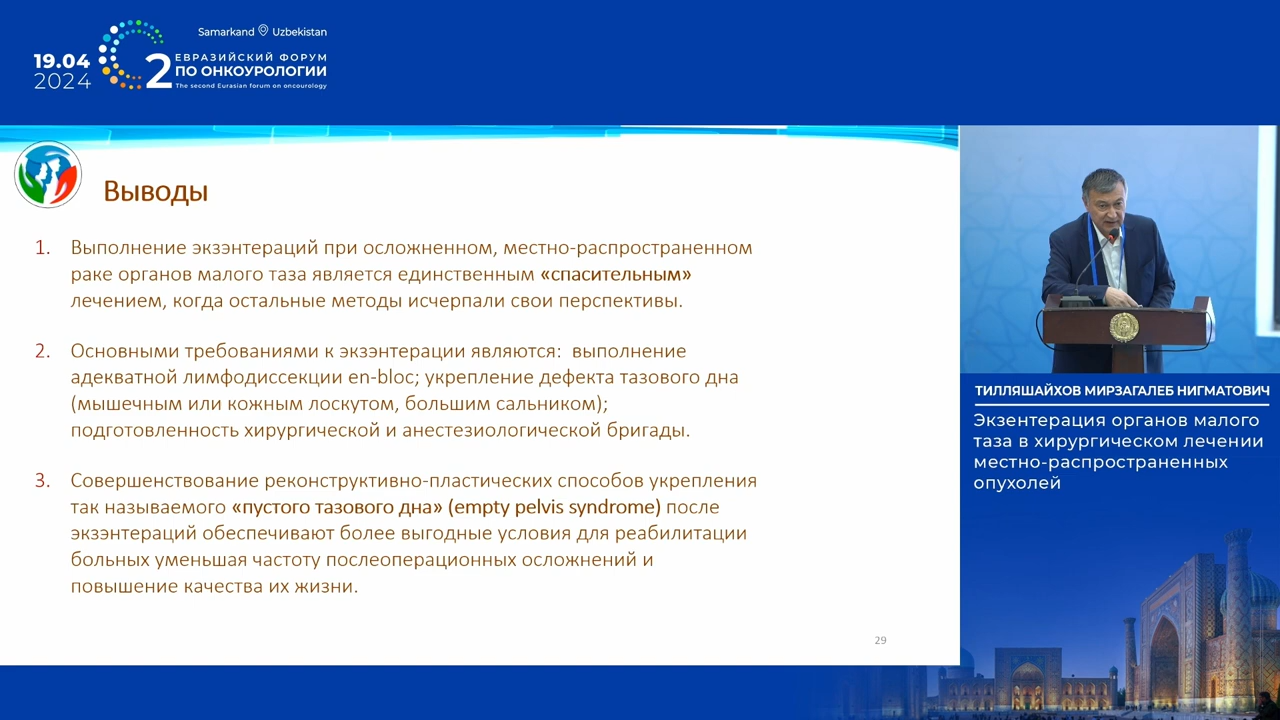 Samarkand Uzbekistan
19.04
2024
2
ЕВРАЗИЙСКИЙ ФОРУМ
ПО ОНКОУРОЛОГИИ
The second Eurasian forum on oncourology
Выводы
1. Выполнение экзэнтераций при осложненном, местно-распространенном
раке органов малого таза является единственным «спасительным»
лечением, когда остальные методы исчерпали свои перспективы.
2. Основными требованиями к экзэнтерации являются: выполнение
адекватной лимфодиссекции en-bloc; укрепление дефекта тазового дна
(мышечным или кожным лоскутом, большим сальником);
подготовленность хирургической и анестезиологической бригады.
3. Совершенствование реконструктивно-пластических способов укрепления
так называемого «пустого тазового дна» (empty pelvis syndrome) после
экзэнтераций обеспечивают более выгодные условия для реабилитации
больных уменьшая частоту послеоперационных осложнений и
повышение качества их жизни.
29
ТИЛЛЯШАЙХОВ МИРЗАГАЛЕБ НИГМАТОВИЧ
Экзентерация органов малого
таза в хирургическом лечении
местно-распространенных
опухолей